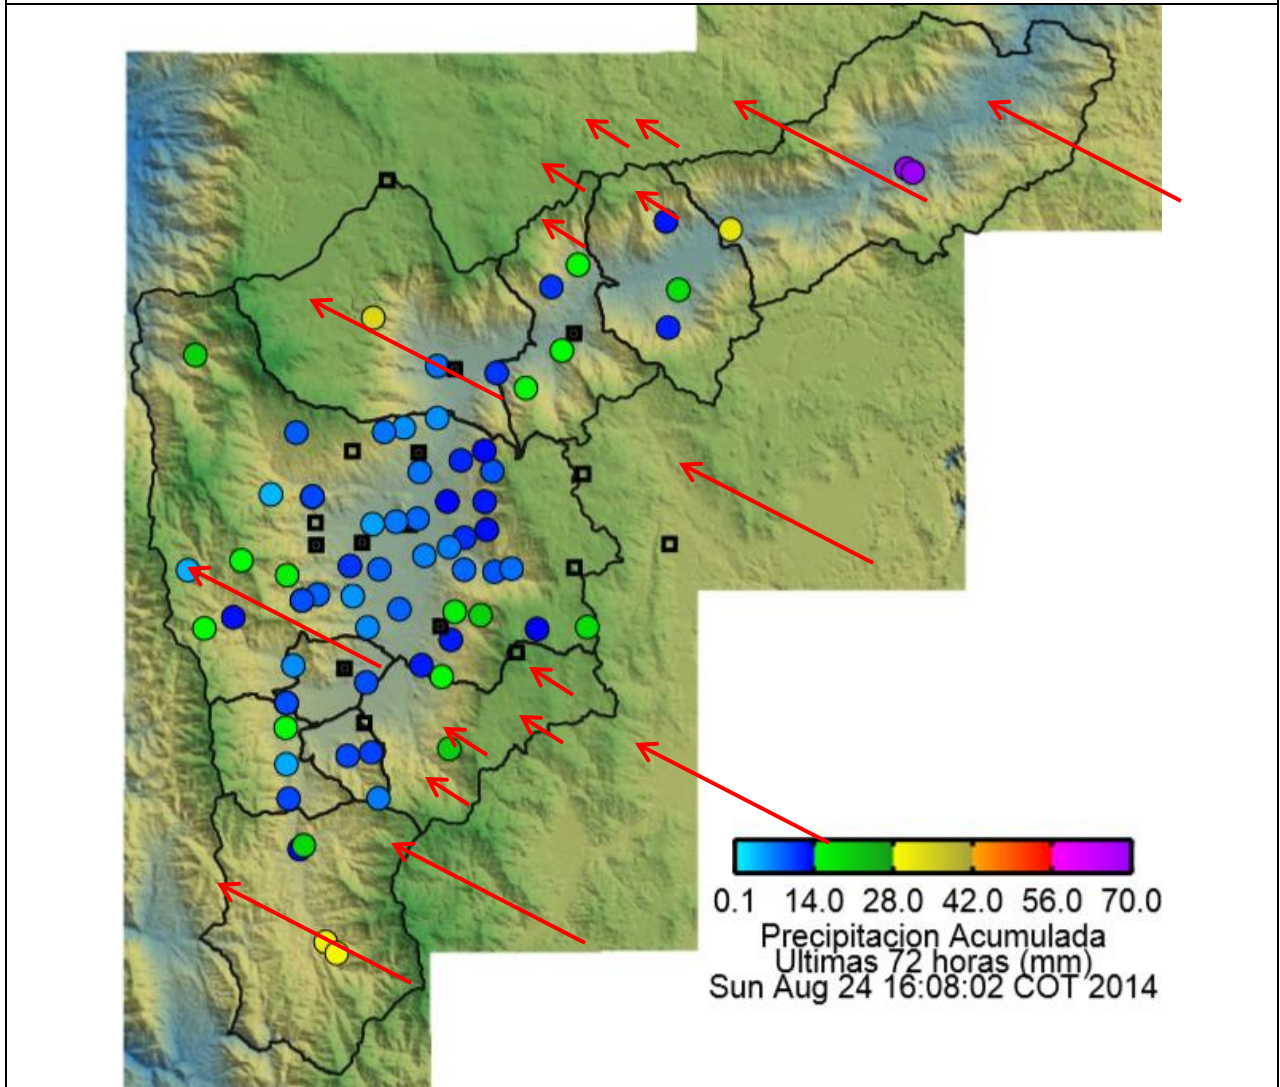 0.1 14.0 28.0 42.0 56.0 70.0
Precipitacion Acumulada
Ultimas 72 horas (mm)
Sun Aug 24 16:08:02 COT 2014